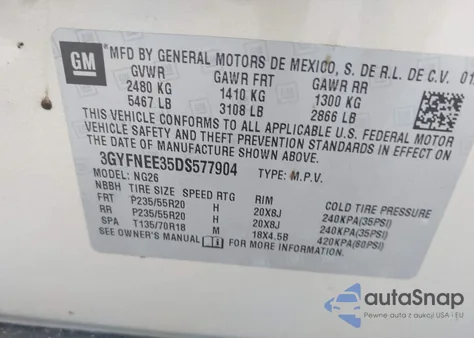 GM
MFD BY GENERAL MOTORS DE MEXICO, S. DE R.L. DE C.V.
GVWR GAWR FRT GAWR RR
2480 KG 1410 KG 1300 KG
5467 LB 3108 LB 2866 LB
THIS VEHICLE CONFORMS TO ALL APPLICABLE U.S. FEDERAL MOTOR
VEHICLE SAFETY AND THEFT PREVENTION STANDARDS IN EFFECT ON
THE DATE OF MANUFACTURE SHOWN ABOVE.
3GYFNEE35DS577904 TYPE: M.P.V.
MODEL: NG26
NBBH TIRE SIZE SPEED RTG RIM COLD TIRE PRESSURE
FRT P235/55R20 H 20X8J 240KPA(35PSI)
RR P235/55R20 H 20X8J 240KPA(35PSI)
SPA T135/70R18 M 18X4.5B 420KPA(60PSI)
SEE OWNER'S MANUAL FOR MORE INFORMATION.
autoSnap
Pewne auta z aukcji USA i EU